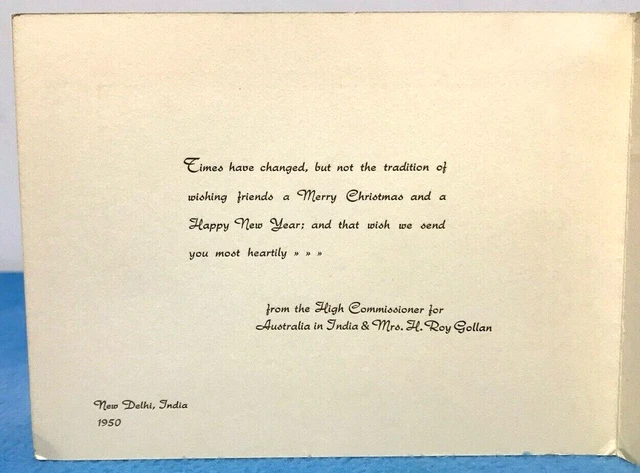 Times have changed, but not the tradition of
wishing friends a Merry Christmas and a
Happy New Year; and that wish we send
you most heartily » » »
from the High Commissioner for
Australia in India & Mrs. H. Roy Gollan
New Delhi, India
1950